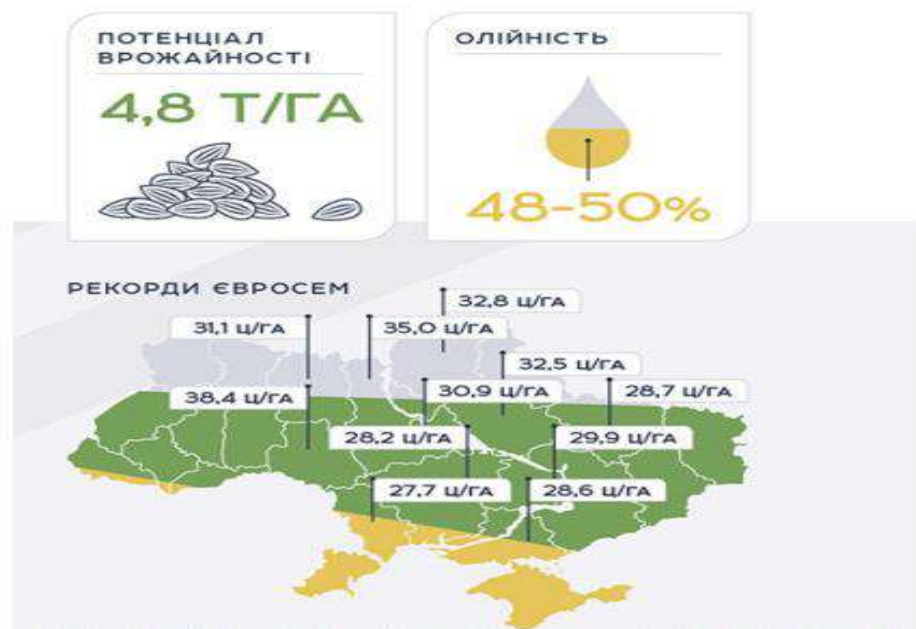 ПОТЕНЦІАЛ
ВРОЖАЙНОСТІ
4,8 Т/ГА
ОЛІЙНІСТЬ
48-50%
РЕКОРДИ ЄВРОСЕМ
32,8 Ц/ГА
31,1 Ц/ГА
35,0 Ц/ГА
32,5 Ц/ГА
38,4 Ц/ГА
30,9 Ц/ГА
28,7 Ц/ГА
28,2 Ц/ГА
29,9 Ц/ГА
27,7 Ц/ГА
28,6 Ц/ГА